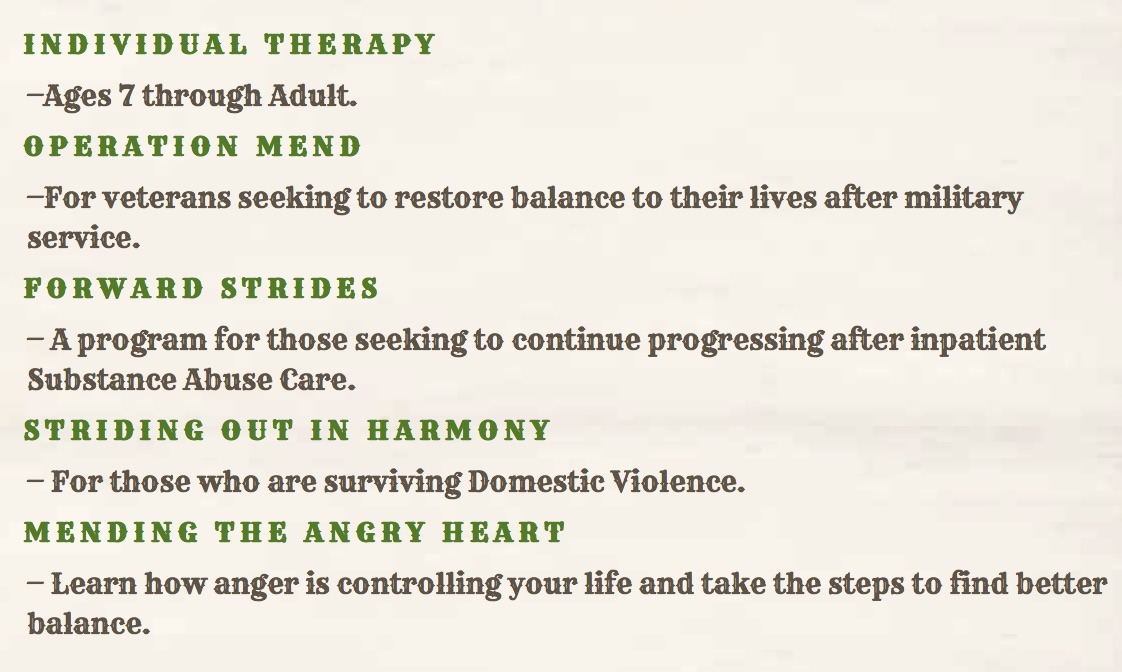 INDIVIDUAL THERAPY
–Ages 7 through Adult.
OPERATION MEND
–For veterans seeking to restore balance to their lives after military
service.
FORWARD STRIDES
– A program for those seeking to continue progressing after inpatient
Substance Abuse Care.
STRIDING OUT IN HARMONY
– For those who are surviving Domestic Violence.
MENDING THE ANGRY HEART
– Learn how anger is controlling your life and take the steps to find better
balance.